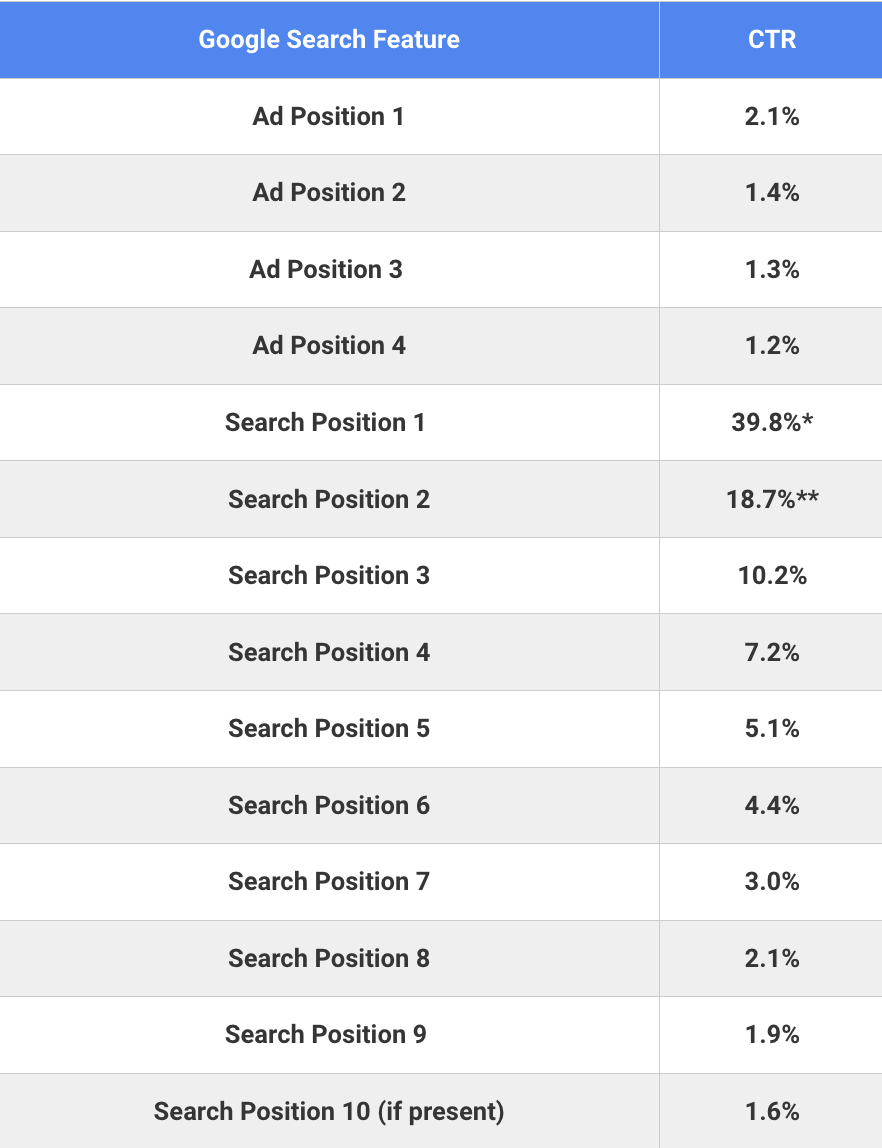 Google Search Feature CTR
Ad Position 1 2.1%
Ad Position 2 1.4%
Ad Position 3 1.3%
Ad Position 4 1.2%
Search Position 1 39.8%*
Search Position 2 18.7%**
Search Position 3 10.2%
Search Position 4 7.2%
Search Position 5 5.1%
Search Position 6 4.4%
Search Position 7 3.0%
Search Position 8 2.1%
Search Position 9 1.9%
Search Position 10 (if present) 1.6%